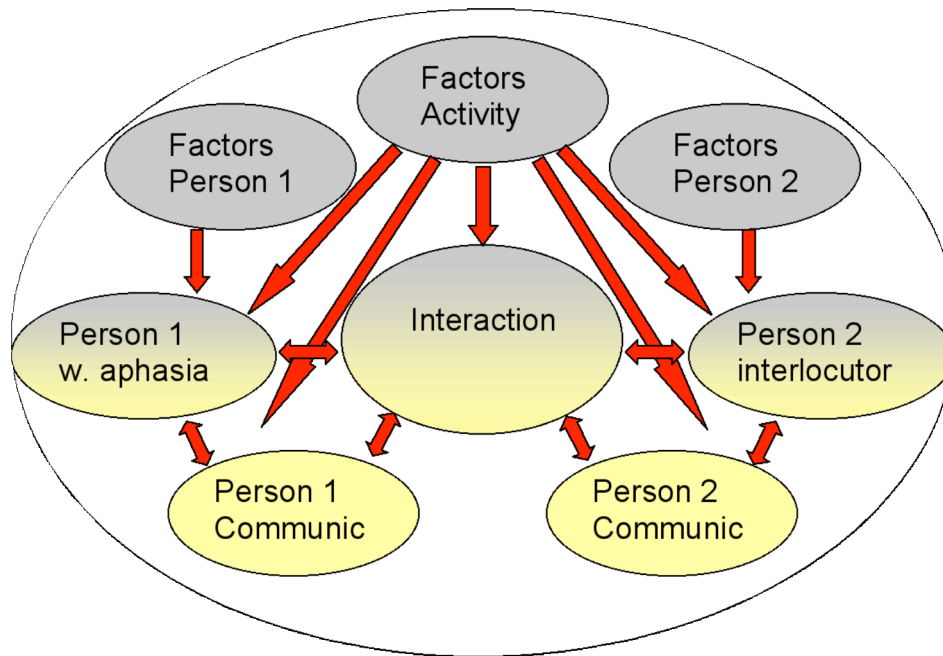 Factors
Activity
Factors
Person 1
Factors
Person 2
Person 1
w. aphasia
Interaction
Person 2
interlocutor
Person 1
Communic
Person 2
Communic